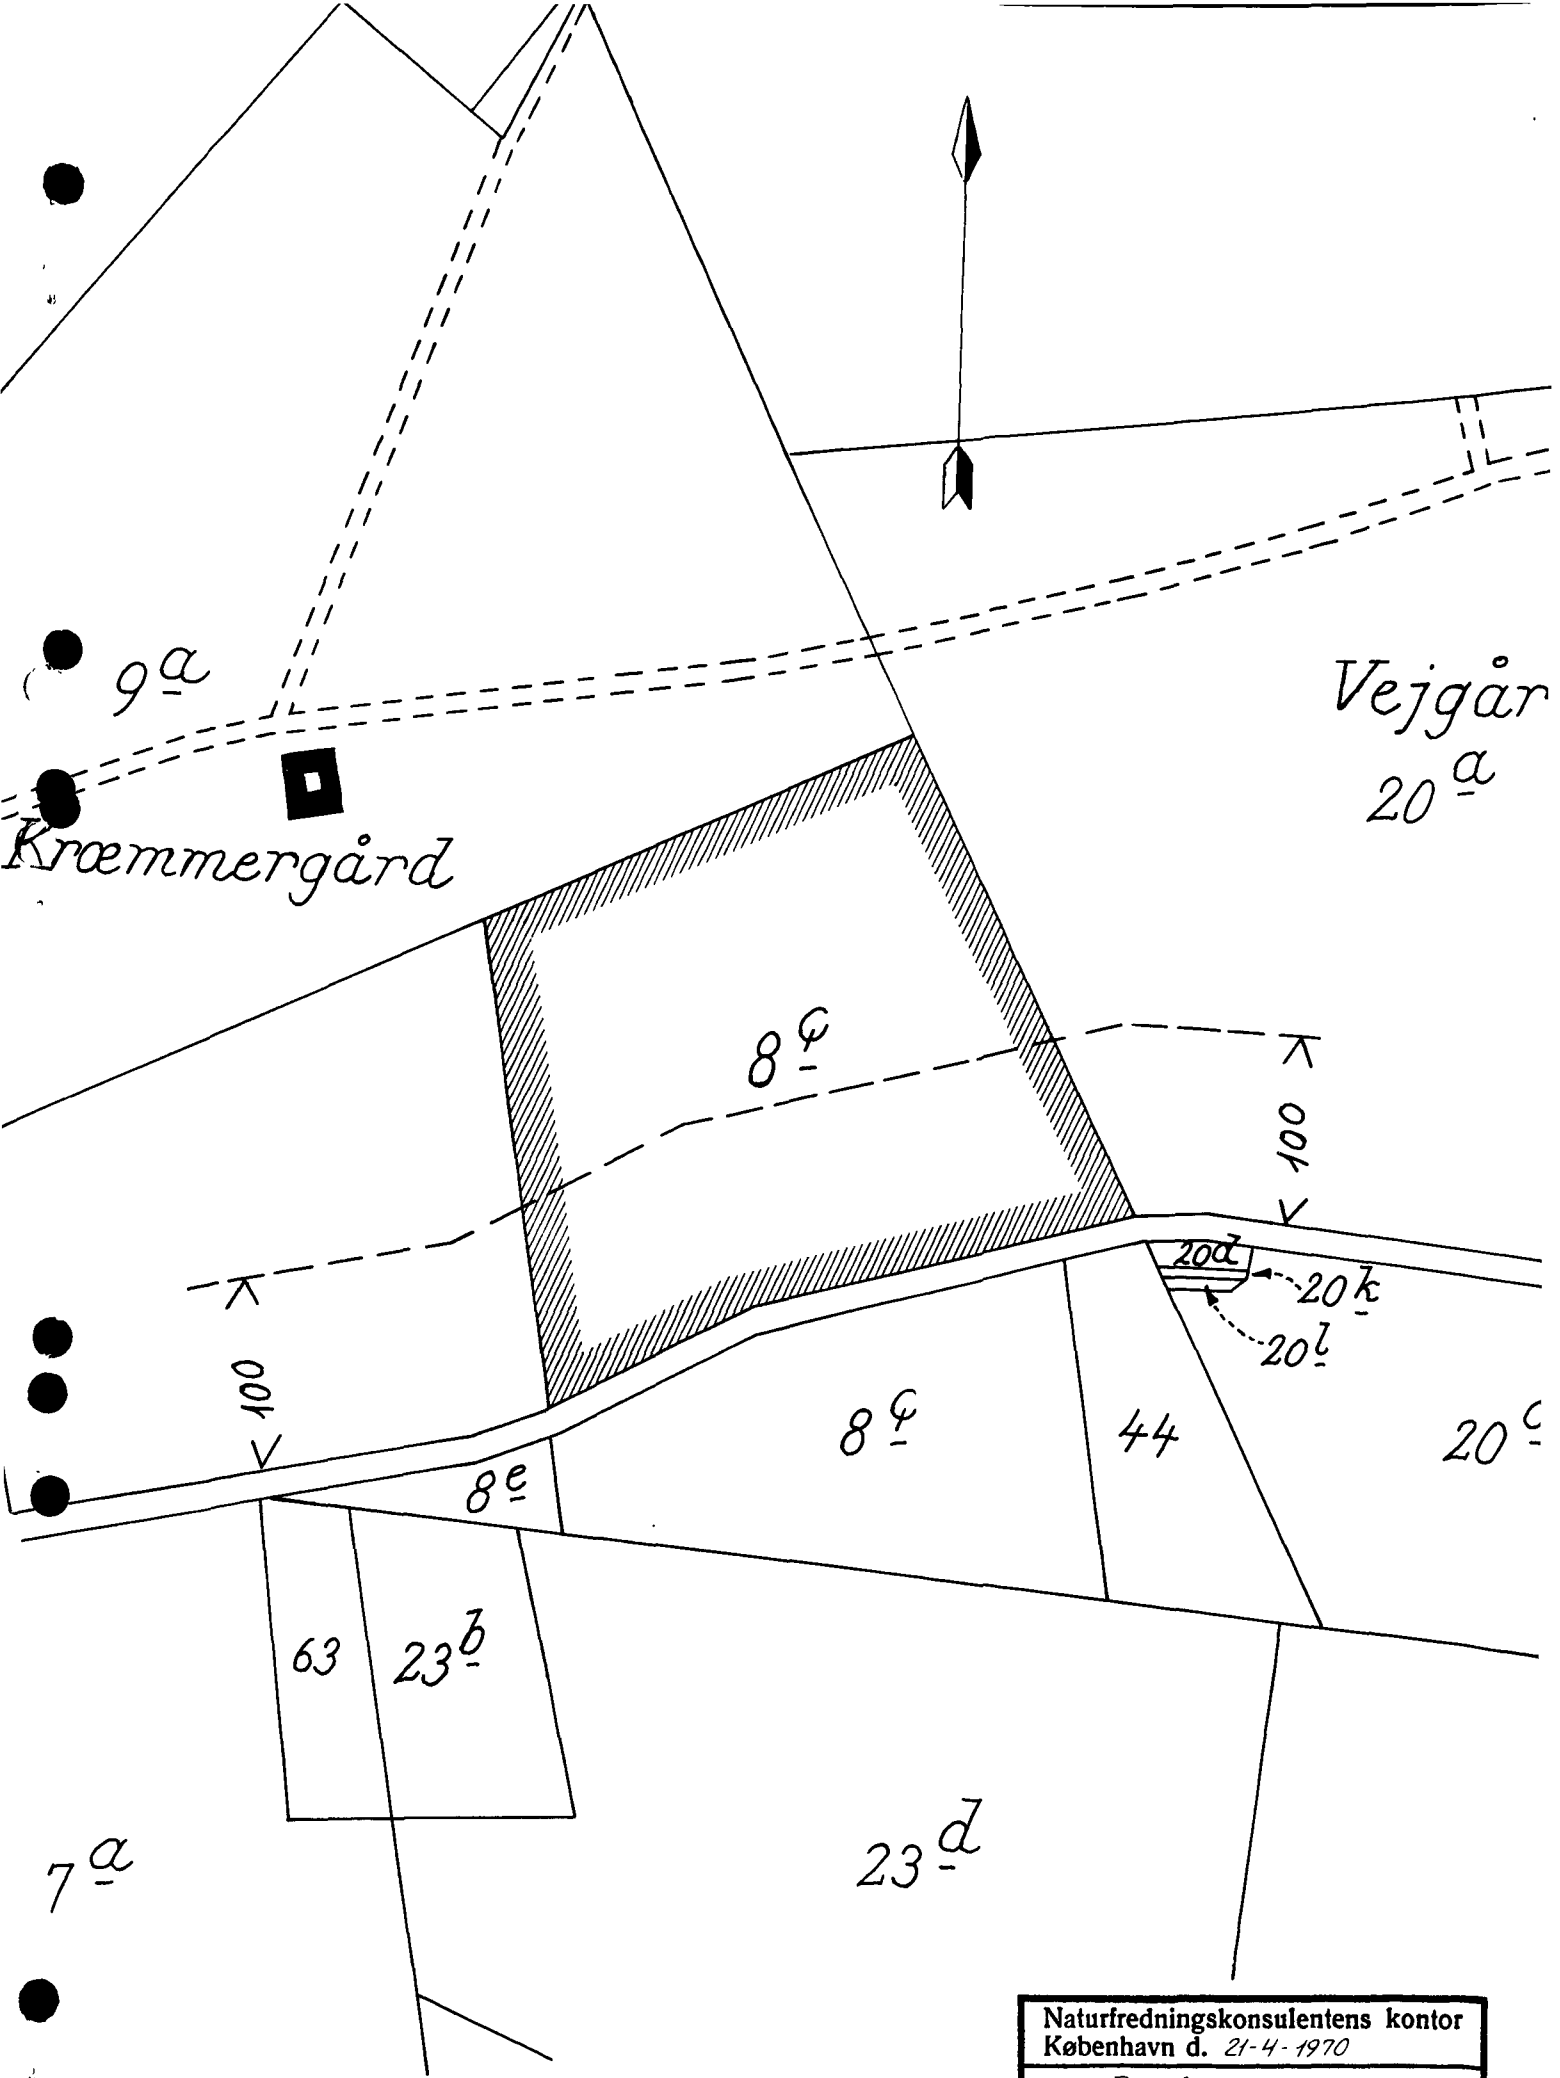 9a
Vejgår
20a
Kræmmergård
8c
100
20d
20k
20l
100
8c
44
20c
8e
63
23b
7a
23d
Naturfredningskonsulentens kontor
København d. 21-4-1970